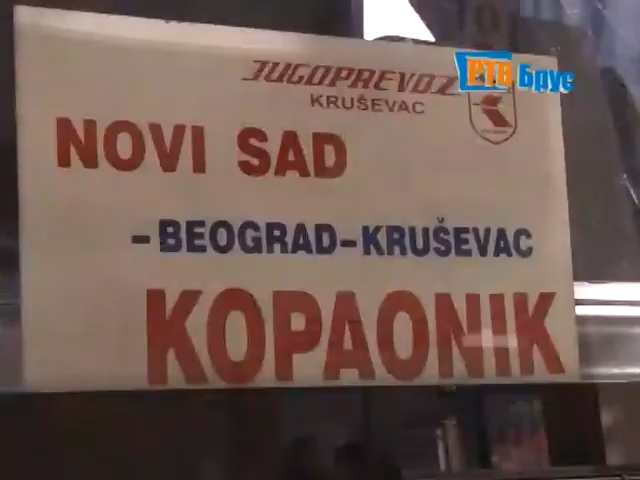 JUGOPREVOZ
KRUŠEVAC
РТВ Брус
NOVI SAD
-BEOGRAD-KRUŠEVAC
KOPAONIK